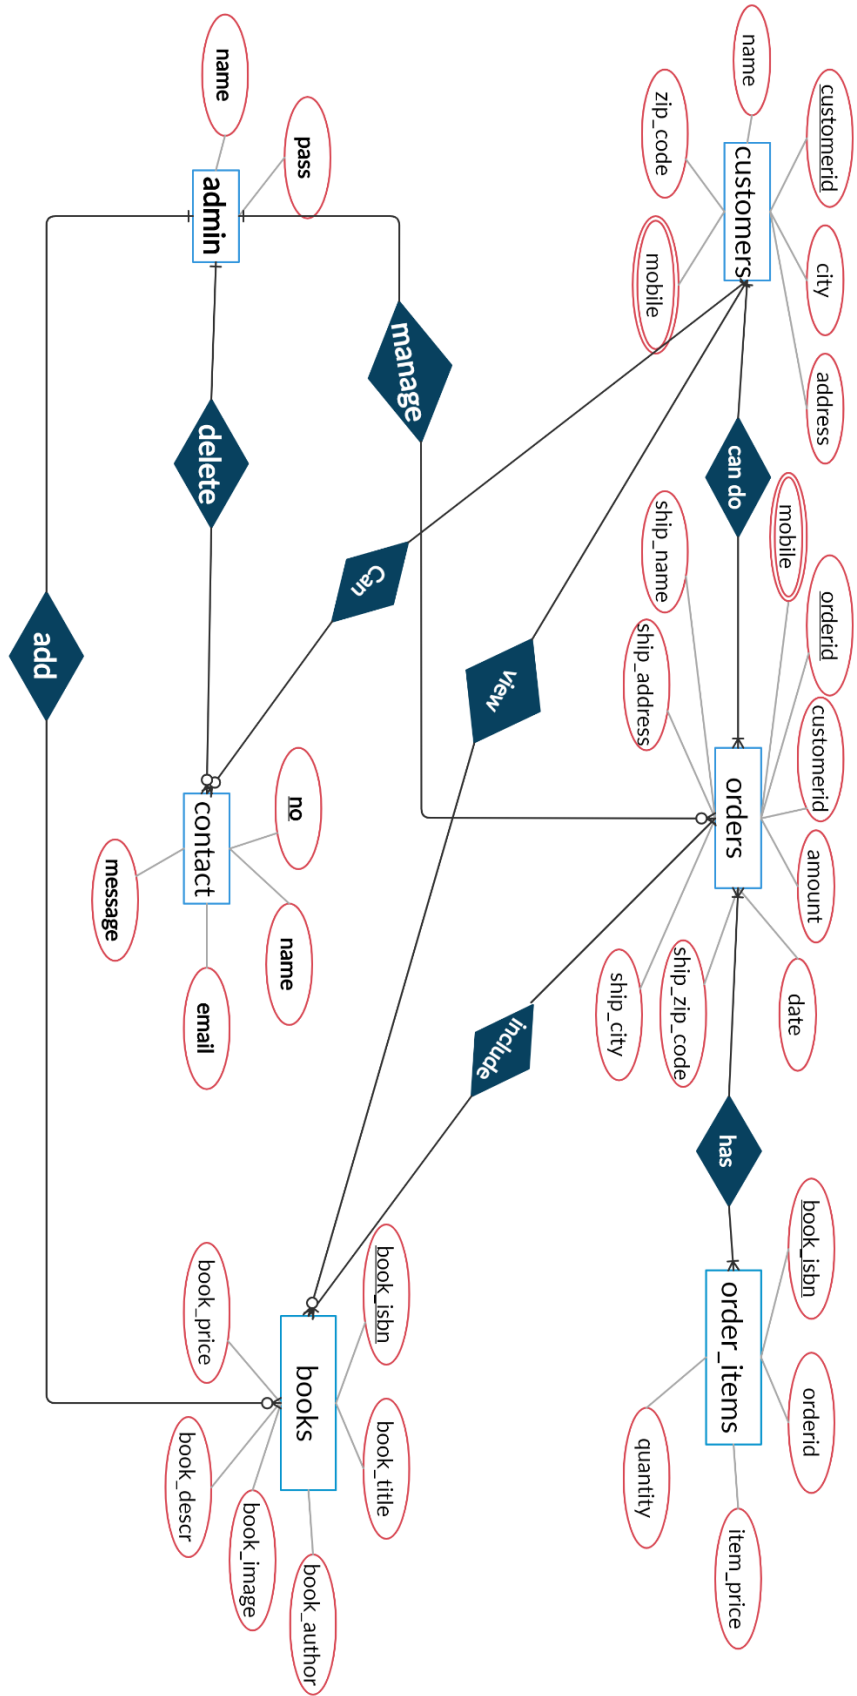 customerid
city
address
name
customers
zip_code
mobile
can do
mobile
orderid
customerid
amount
date
ship_name
ship_address
orders
ship_zip_code
ship_city
has
book_isbn
orderid
order_items
quantity
item_price
manage
Can
view
include
name
pass
admin
delete
no
name
contact
message
email
book_isbn
book_title
books
book_price
book_descr
book_image
book_author
add